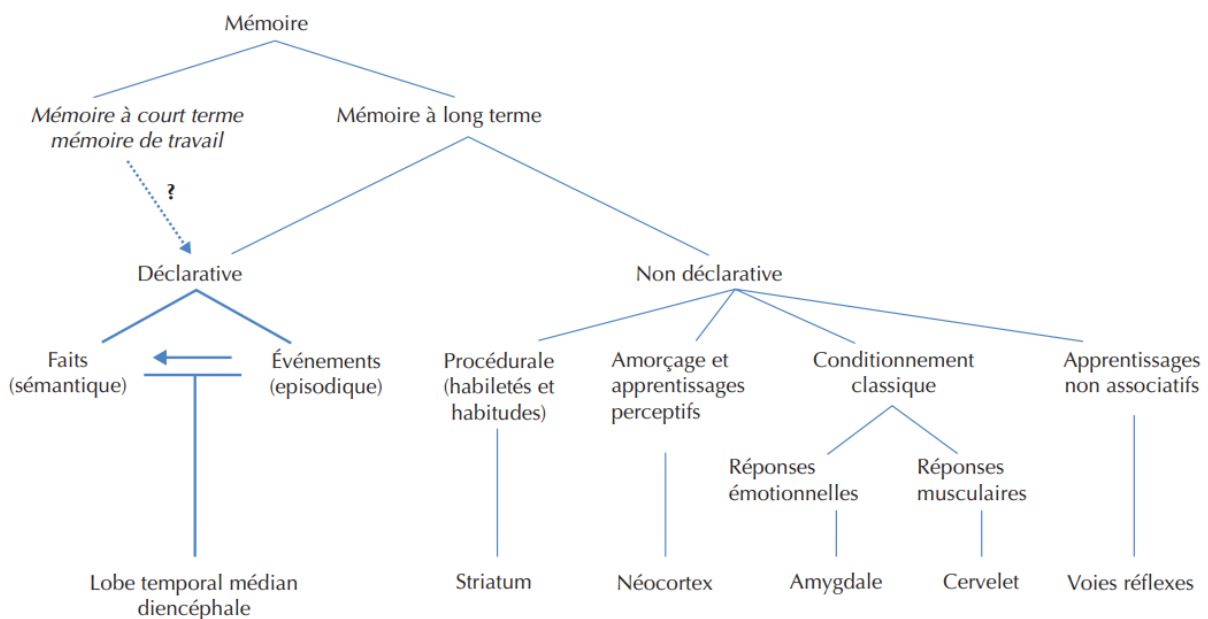 Mémoire
Mémoire à court terme
mémoire de travail
Mémoire à long terme
?
Déclarative
Non déclarative
Faits
(sémantique)
Événements
(episodique)
Procédurale
(habiletés et
habitudes)
Amorçage et
apprentissages
perceptifs
Conditionnement
classique
Apprentissages
non associatifs
Réponses
émotionnelles
Réponses
musculaires
Lobe temporal médian
diencéphale
Striatum
Néocortex
Amygdale
Cervelet
Voies réflexes